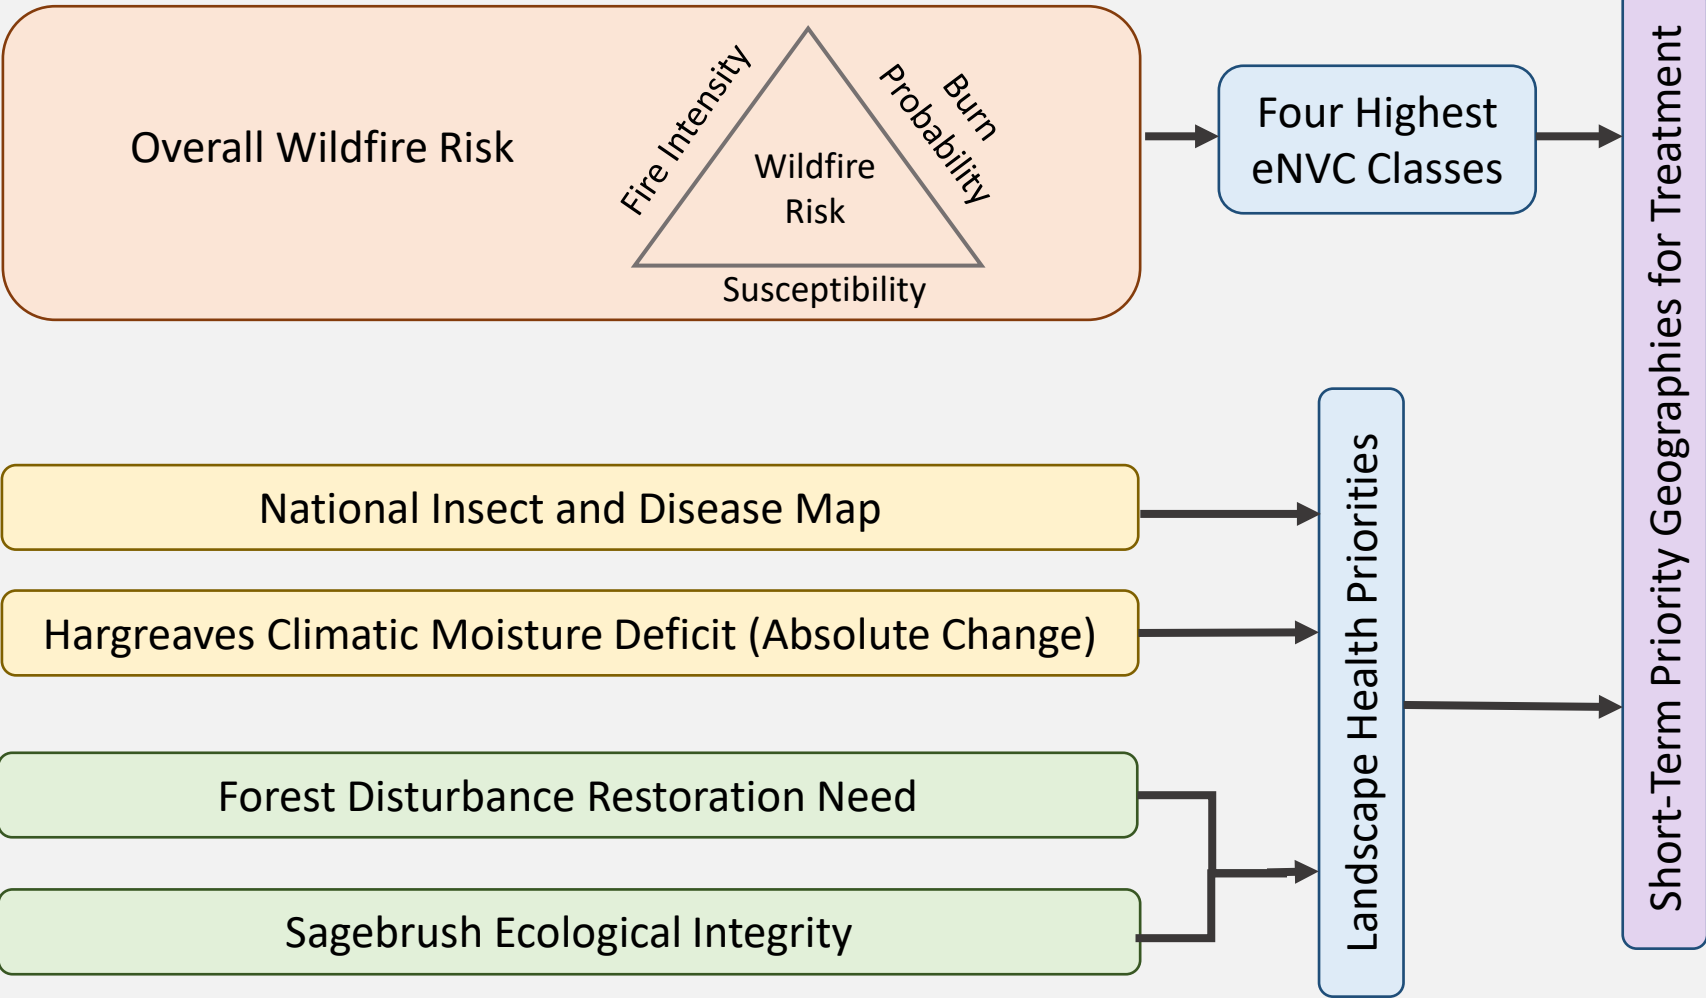 Overall Wildfire Risk
Fire Intensity
Burn
Probability
Wildfire
Risk
Susceptibility
Four Highest
eNVC Classes
Short-Term Priority Geographies for Treatment
National Insect and Disease Map
Hargreaves Climatic Moisture Deficit (Absolute Change)
Forest Disturbance Restoration Need
Sagebrush Ecological Integrity
Landscape Health Priorities